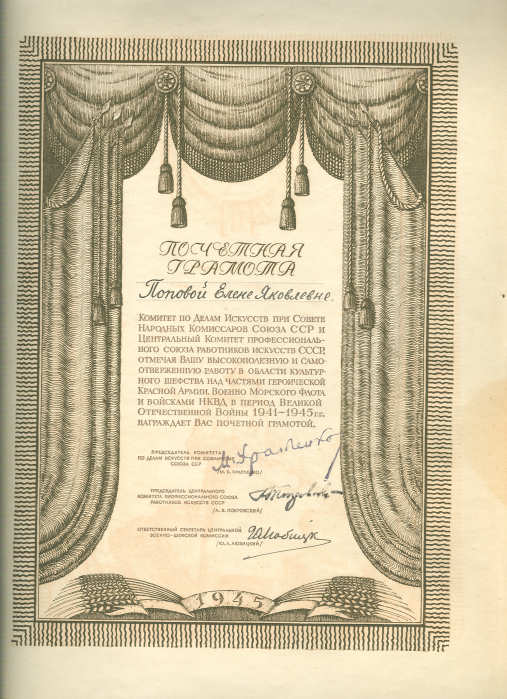 ПОЧЕТНАЯ
ГРАМОТА
Поповой Елене Яковлевне.
КОМИТЕТ ПО ДЕЛАМ ИСКУССТВ ПРИ СОВЕТЕ
НАРОДНЫХ КОМИССАРОВ СОЮЗА ССР И
ЦЕНТРАЛЬНЫЙ КОМИТЕТ ПРОФЕССИОНАЛЬ-
НОГО СОЮЗА РАБОТНИКОВ ИСКУССТВ СССР,
ОТМЕЧАЯ ВАШУ ВЫСОКОПОЛЕЗНУЮ И САМО-
ОТВЕРЖЕННУЮ РАБОТУ В ОБЛАСТИ КУЛЬТУР-
НОГО ШЕФСТВА НАД ЧАСТЯМИ ГЕРОИЧЕСКОЙ
КРАСНОЙ АРМИИ, ВОЕННО МОРСКОГО ФЛОТА
И ВОЙСКАМИ НКВД В ПЕРИОД ВЕЛИКОЙ
ОТЕЧЕСТВЕННОЙ ВОЙНЫ 1941-1945 г.г.
НАГРАЖДАЕТ ВАС ПОЧЕТНОЙ ГРАМОТОЙ.
ПРЕДСЕДАТЕЛЬ КОМИТЕТА
ПО ДЕЛАМ ИСКУССТВ ПРИ СОВНАРКОМЕ
СОЮЗА ССР
/М. Б. ХРАПЧЕНКО/
ПРЕДСЕДАТЕЛЬ ЦЕНТРАЛЬНОГО
КОМИТЕТА ПРОФЕССИОНАЛЬНОГО СОЮЗА
РАБОТНИКОВ ИСКУССТВ СССР
/А. В. ПОКРОВСКИЙ/
ОТВЕТСТВЕННЫЙ СЕКРЕТАРЬ ЦЕНТРАЛЬНОЙ
ВОЕННО-ШЕФСКОЙ КОМИССИИ
/Ю. Л. ЛЮБИЦКИЙ/
1945